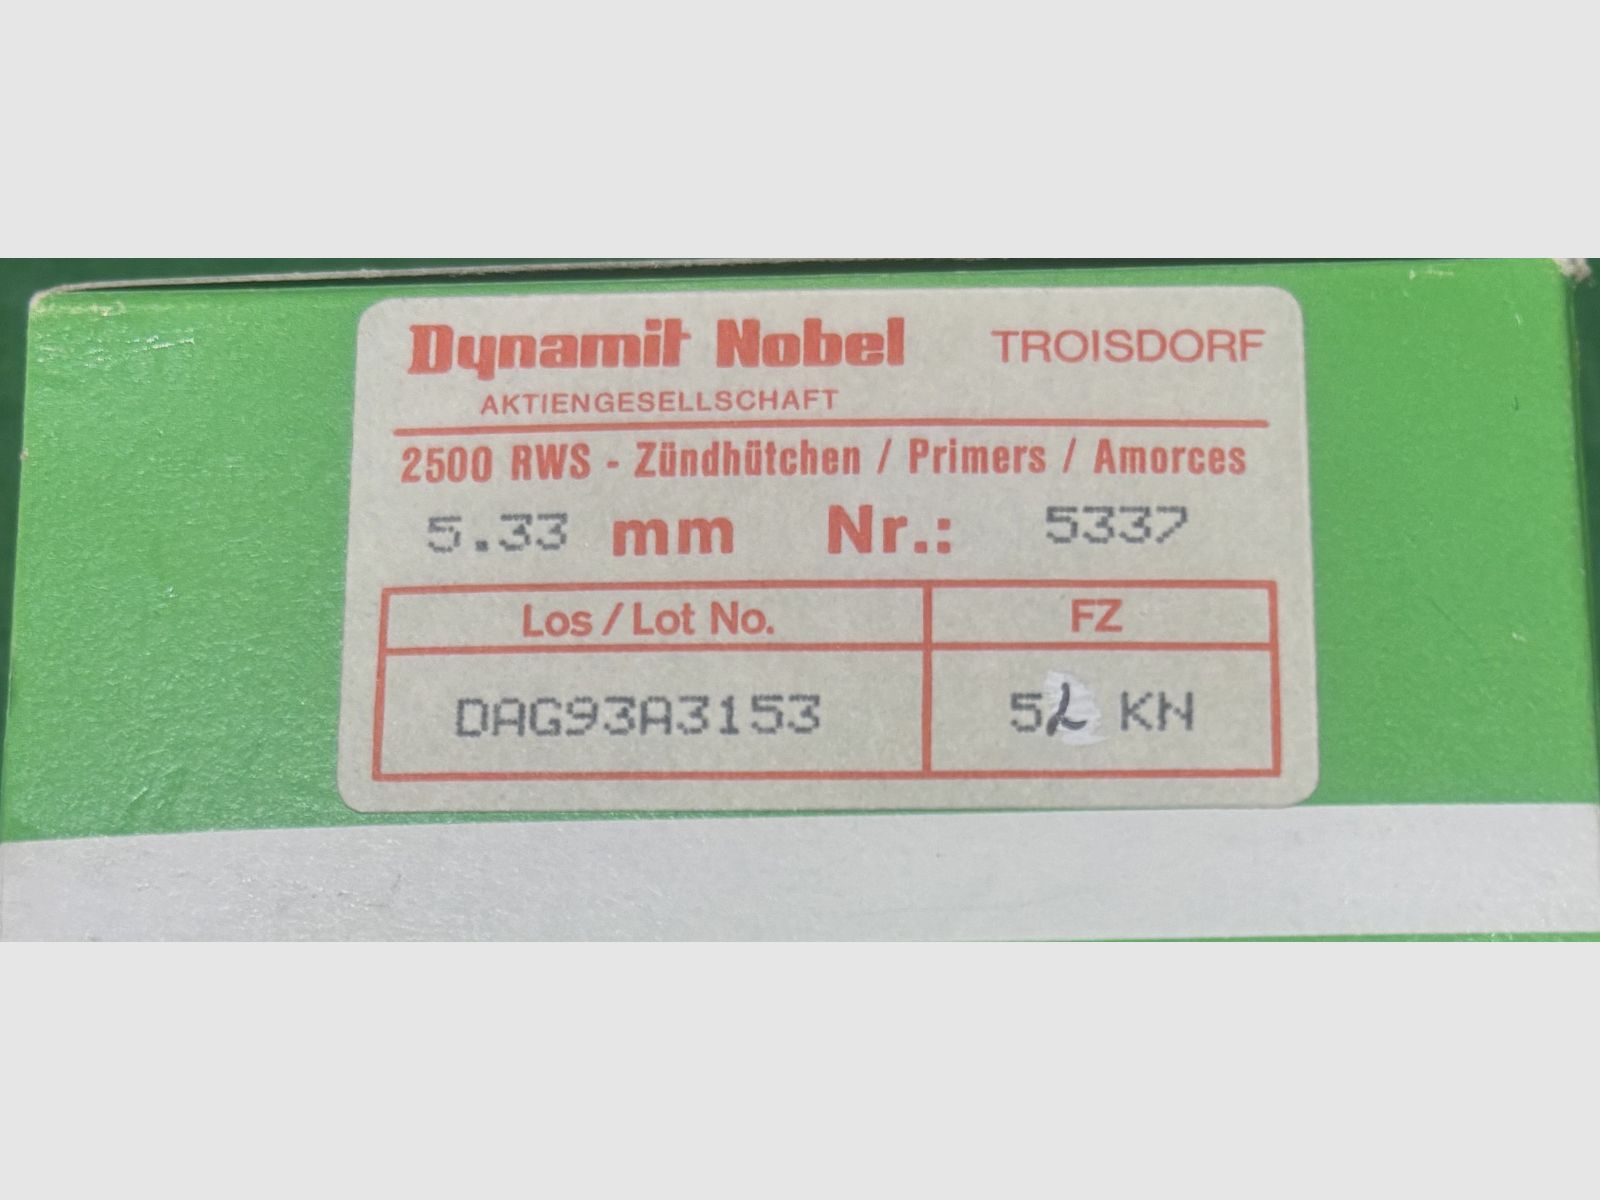 Dynamit Nobel TROISDORF
AKTIENGESELLSCHAFT
2500 RWS - Zündhütchen / Primers / Amorces
5.33 mm Nr.: 5337
Los / Lot No. FZ
DAG93A3153 52 KN